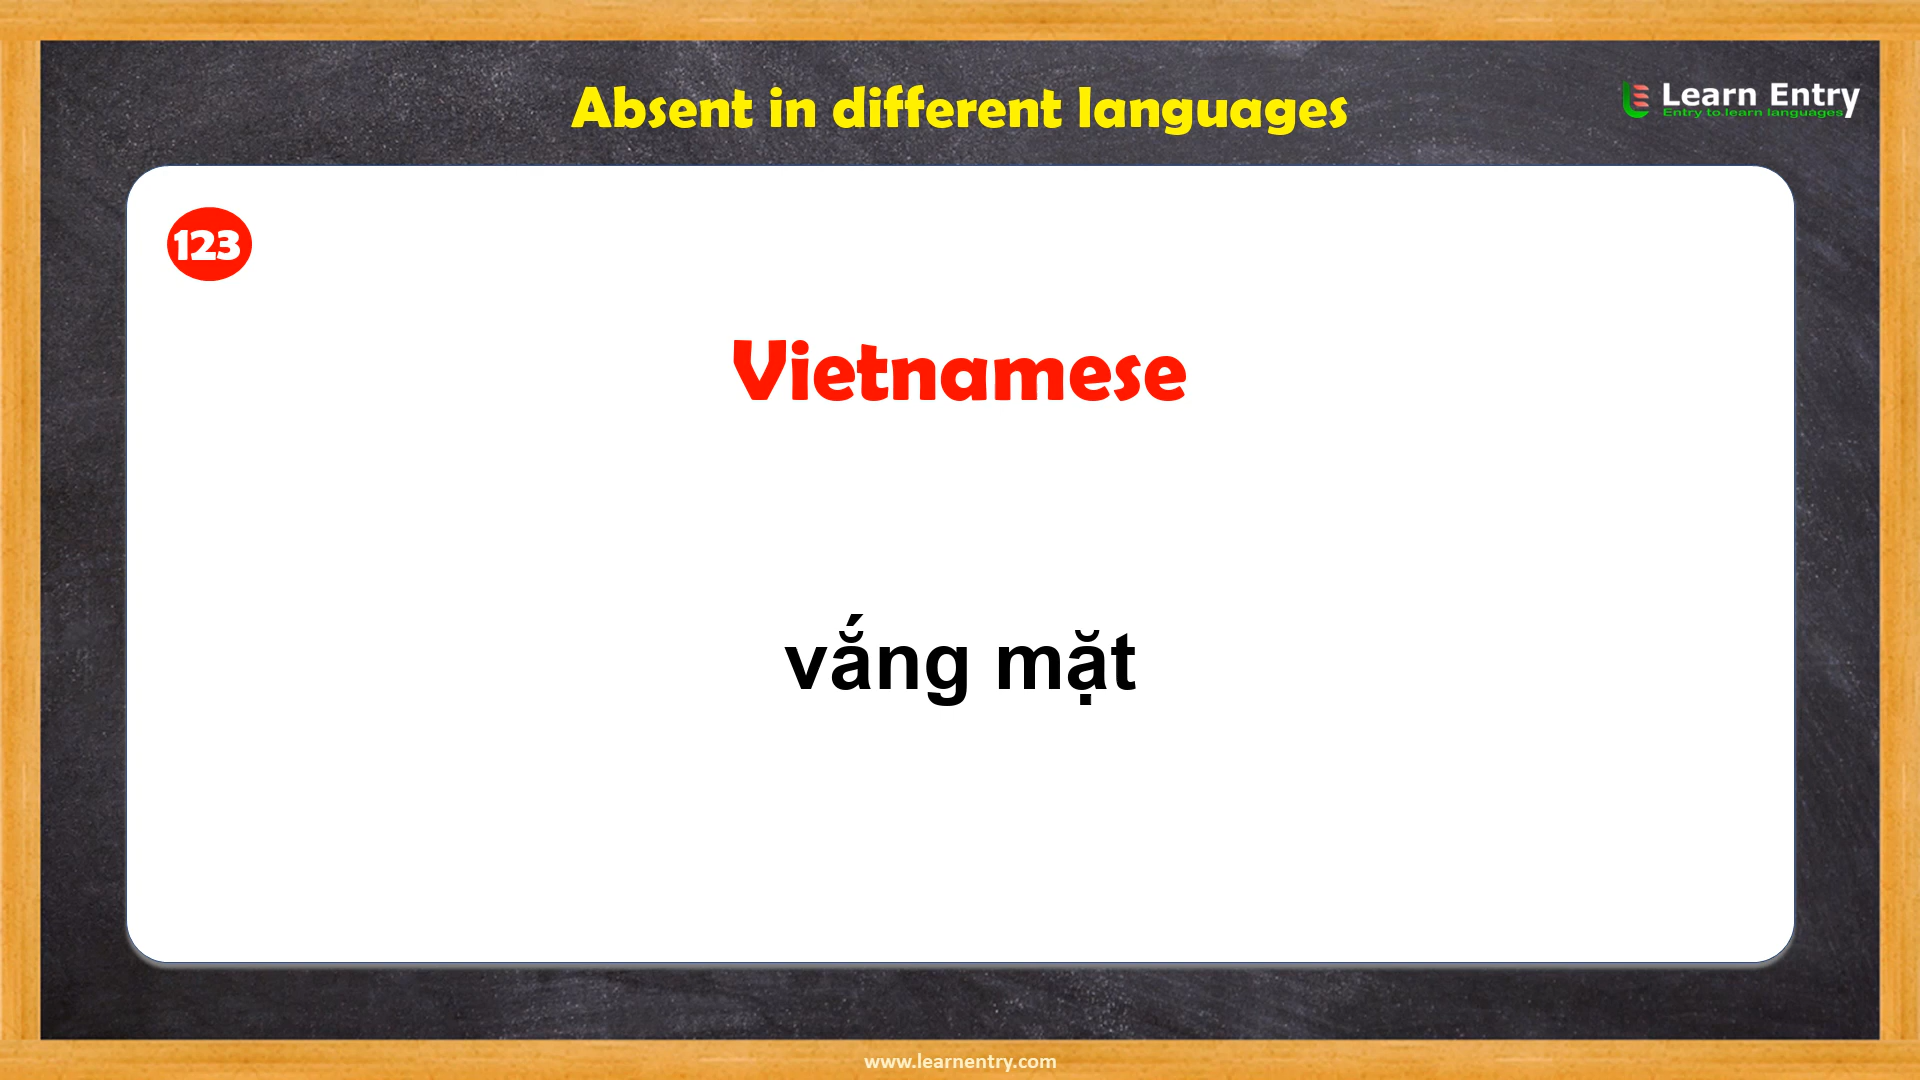 Absent in different languages
Learn Entry
Entry to learn languages
123
Vietnamese
vắng mặt
www.learnentry.com